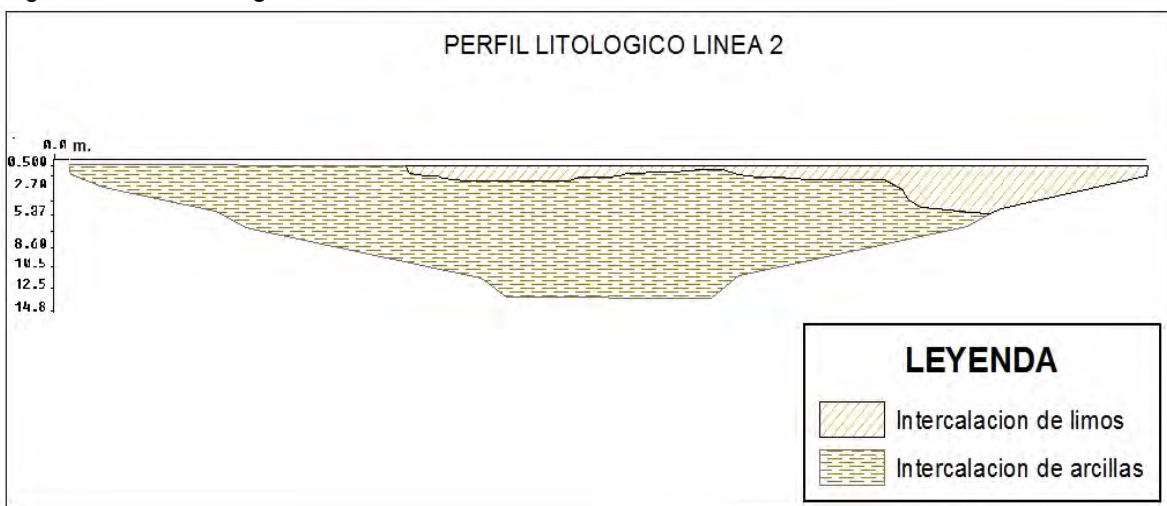 PERFIL LITOLOGICO LINEA 2
0.0 m.
0.500
2.70
5.87
8.60
10.5
12.5
14.8
LEYENDA
Intercalacion de limos
Intercalacion de arcillas